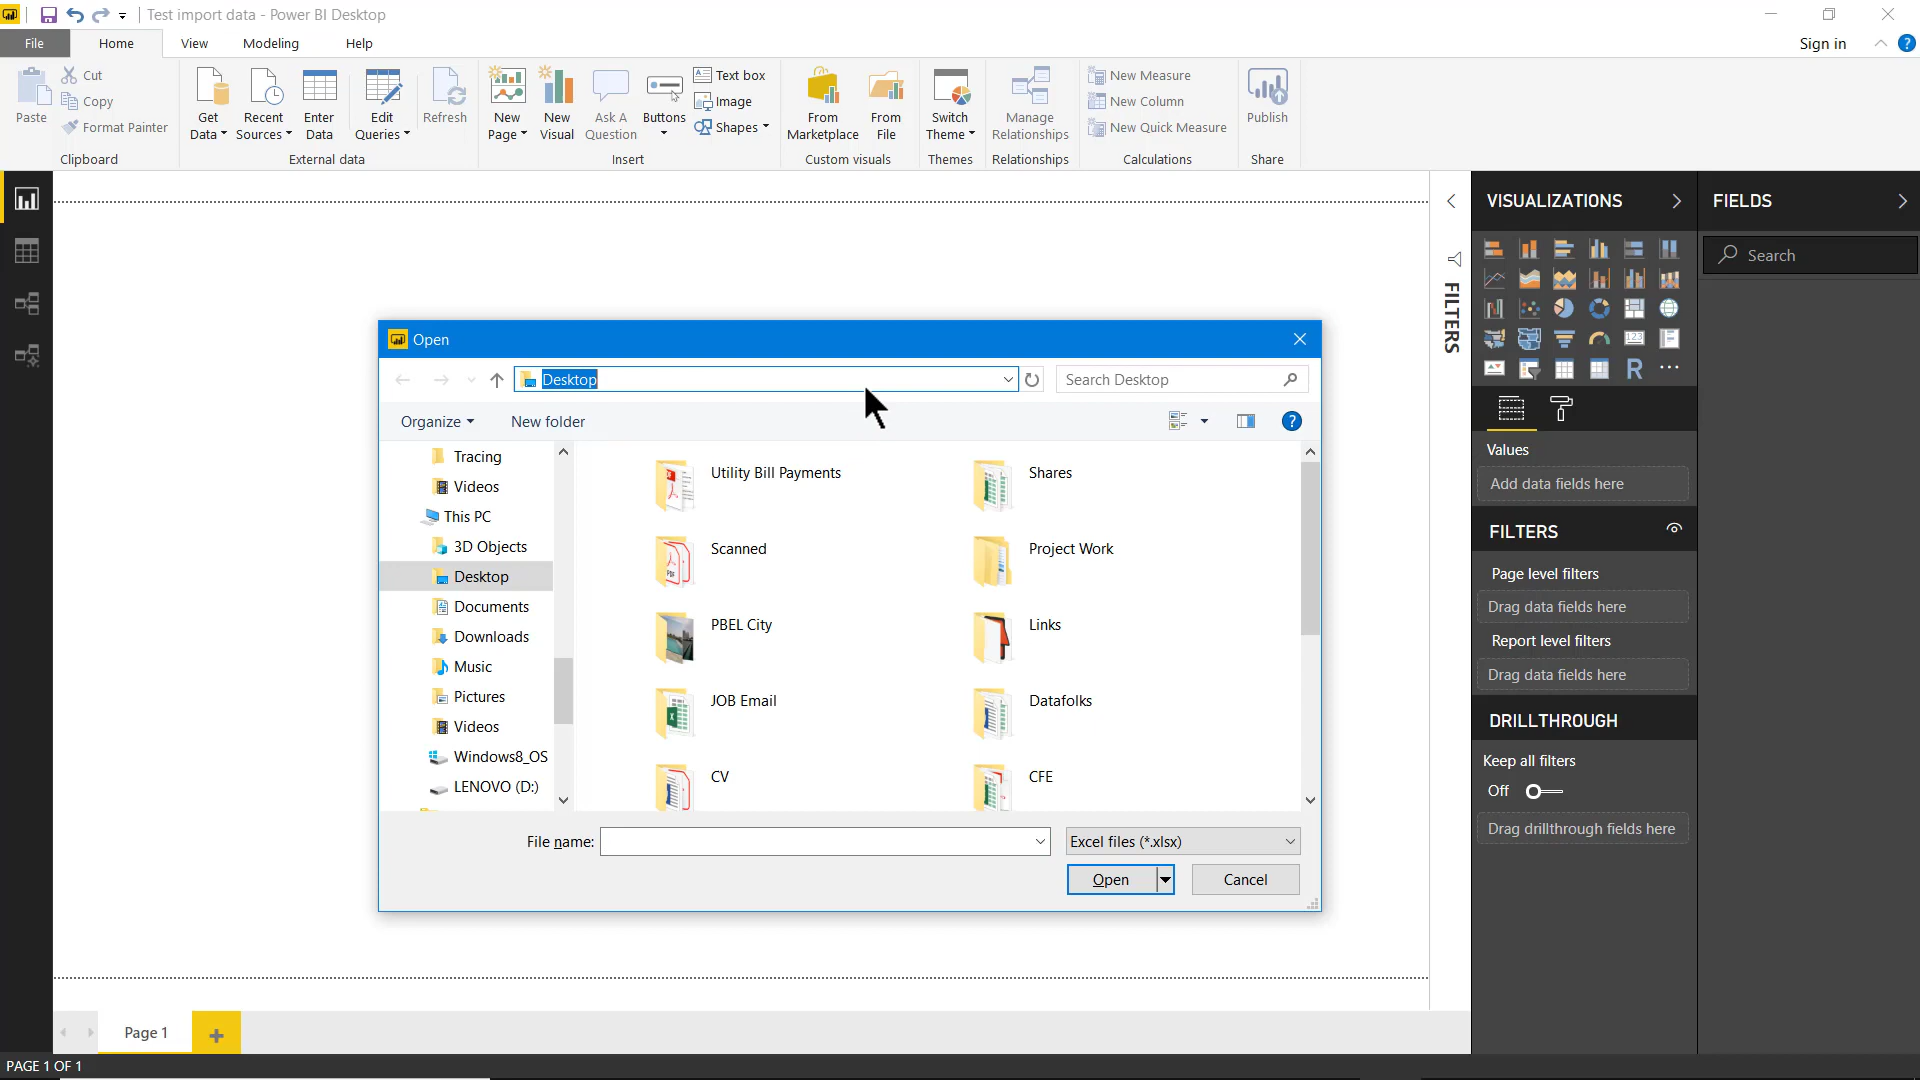 Test import data - Power BI Desktop
File
Home
View
Modeling
Help
Sign in
?
Paste
Cut
Copy
Format Painter
Clipboard
Get
Data
Recent
Sources
Enter
Data
Edit
Queries
Refresh
External data
New
Page
New
Visual
Ask A
Question
Buttons
Text box
Image
Shapes
Insert
From
Marketplace
From
File
Custom visuals
Switch
Theme
Themes
Manage
Relationships
Relationships
New Measure
New Column
New Quick Measure
Calculations
Publish
Share
FILTERS
VISUALIZATIONS
FIELDS
Search
123
R
Values
Add data fields here
FILTERS
Page level filters
Drag data fields here
Report level filters
Drag data fields here
DRILLTHROUGH
Keep all filters
Off
Drag drillthrough fields here
Open
Desktop
Search Desktop
Organize
New folder
?
Tracing
Videos
This PC
3D Objects
Desktop
Documents
Downloads
Music
Pictures
Videos
Windows8_OS
LENOVO (D:)
Utility Bill Payments
Shares
Scanned
Project Work
PBEL City
Links
JOB Email
Datafolks
CV
CFE
File name:
Excel files (*.xlsx)
Open
Cancel
Page 1
PAGE 1 OF 1